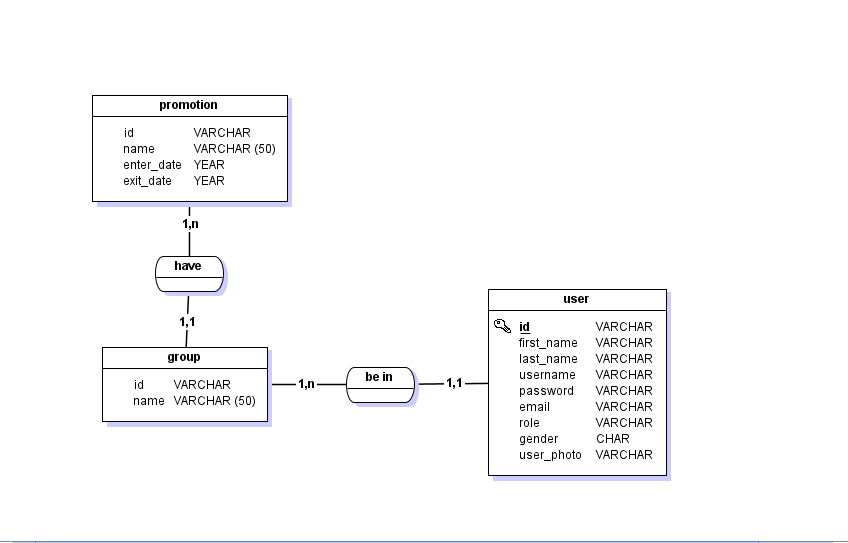 promotion
id VARCHAR
name VARCHAR (50)
enter_date YEAR
exit_date YEAR
1,n
have
1,1
group
id VARCHAR
name VARCHAR (50)
1,n
be in
1,1
user
id VARCHAR
first_name VARCHAR
last_name VARCHAR
username VARCHAR
password VARCHAR
email VARCHAR
role VARCHAR
gender CHAR
user_photo VARCHAR